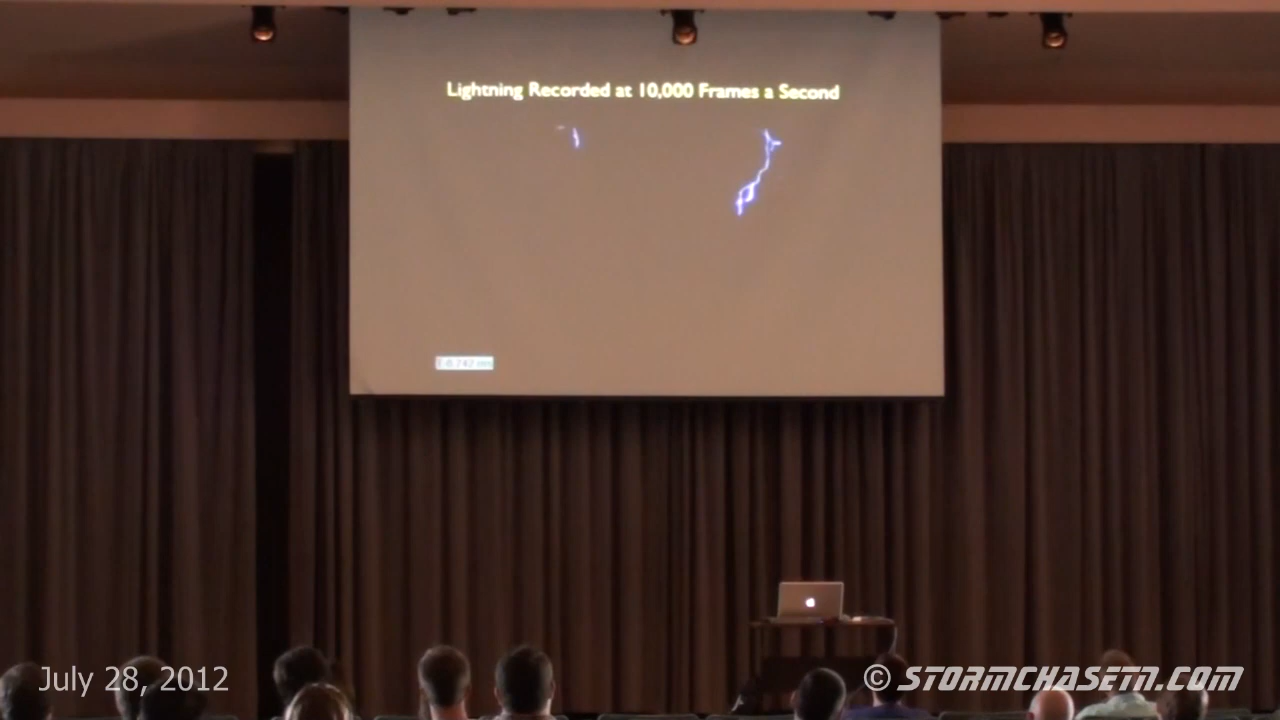 Lightning Recorded at 10,000 Frames a Second
July 28, 2012
© STORMCHASETN.COM